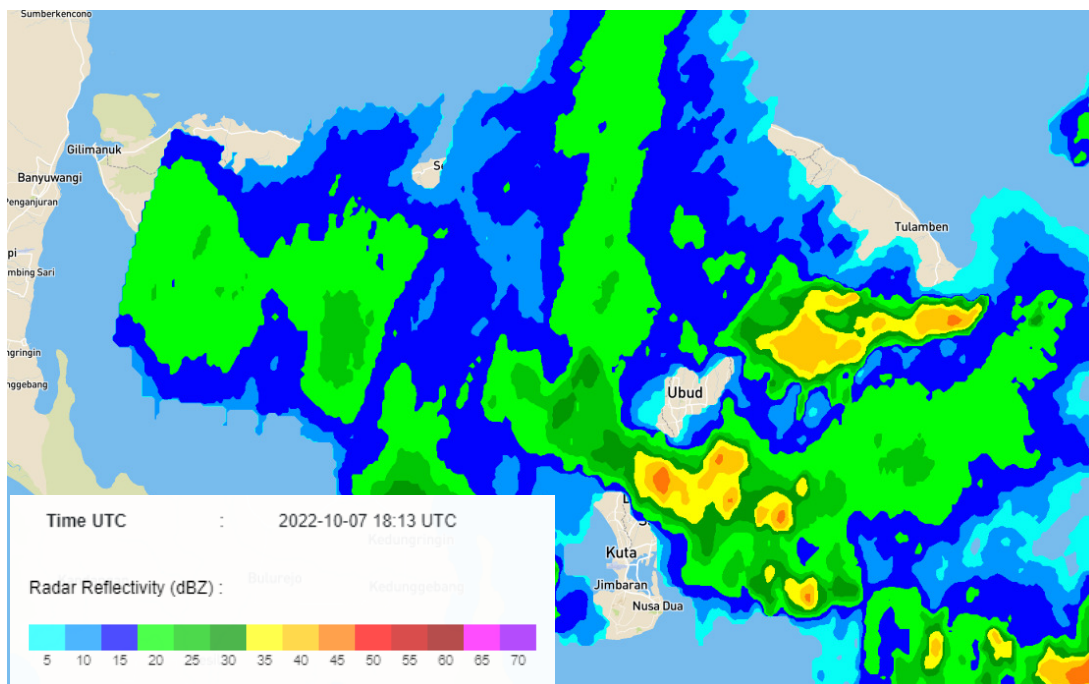 Sumberkencono
Gilimanuk
Banyuwangi
Penganjuran
Se
pi
mbing Sari
Tulamben
ngringin
nggebang
Ubud
Kuta
Jimbaran
Nusa Dua
Time UTC : 2022-10-07 18:13 UTC
Kedungringin
Radar Reflectivity (dBZ) :
Bulurejo
Kedunggebang
5 10 15 20 25 30 35 40 45 50 55 60 65 70